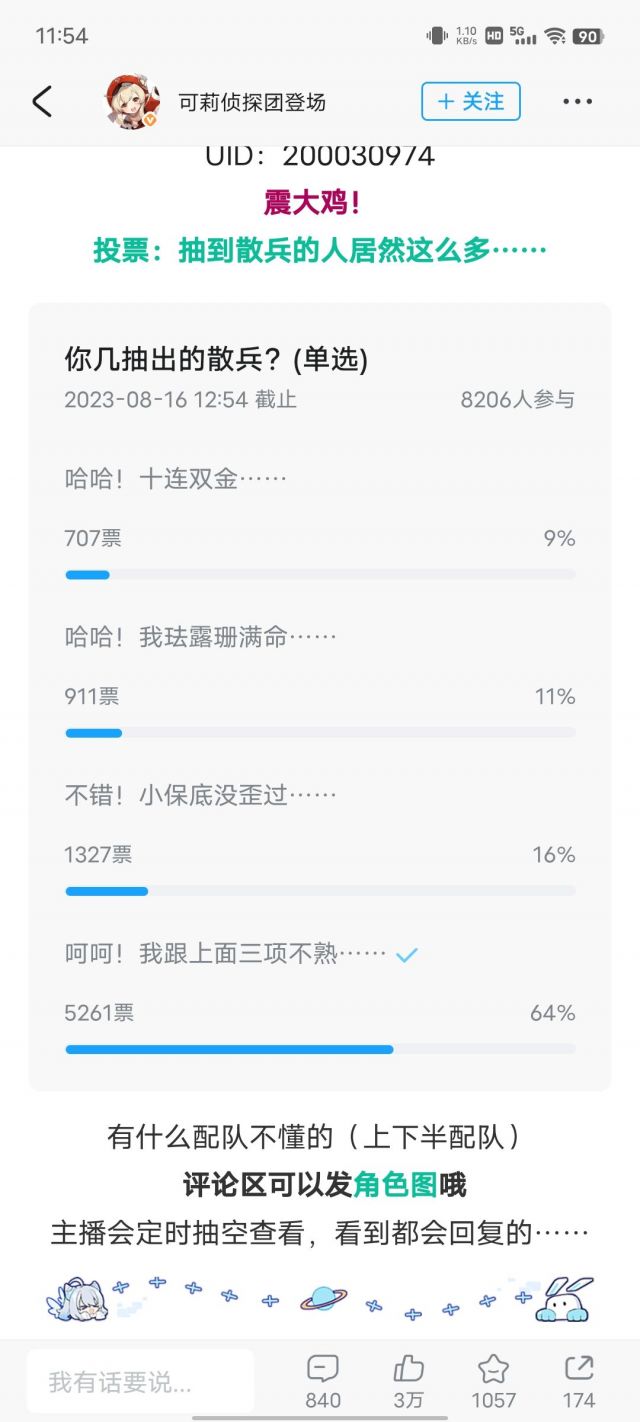 11:54
1.10 KB/s HD 5G 90
可莉侦探团登场
+ 关注
UID：200030974
震大鸡！
投票：抽到散兵的人居然这么多……
你几抽出的散兵？(单选)
2023-08-16 12:54 截止 8206人参与
哈哈！十连双金……
707票 9%
哈哈！我珐露珊满命……
911票 11%
不错！小保底没歪过……
1327票 16%
呵呵！我跟上面三项不熟……
5261票 64%
有什么配队不懂的（上下半配队）
评论区可以发角色图哦
主播会定时抽空查看，看到都会回复的……
我有话要说...
840 3万 1057 174